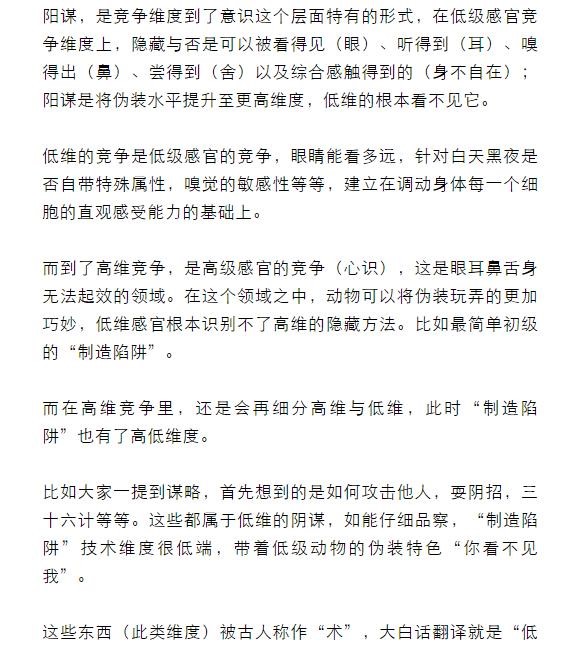 阳谋，是竞争维度到了意识这个层面特有的形式，在低级感官竞
争维度上，隐藏与否是可以被看得见（眼）、听得到（耳）、嗅
得出（鼻）、尝得到（舍）以及综合感触得到的（身不自在）；
阳谋是将伪装水平提升至更高维度，低维的根本看不见它。
低维的竞争是低级感官的竞争，眼睛能看多远，针对白天黑夜是
否自带特殊属性，嗅觉的敏感性等等，建立在调动身体每一个细
胞的直观感受能力的基础上。
而到了高维竞争，是高级感官的竞争（心识），这是眼耳鼻舌身
无法起效的领域。在这个领域之中，动物可以将伪装玩弄的更加
巧妙，低维感官根本识别不了高维的隐藏方法。比如最简单初级
的“制造陷阱”。
而在高维竞争里，还是会再细分高维与低维，此时“制造陷
阱”也有了高低维度。
比如大家一提到谋略，首先想到的是如何攻击他人，耍阴招，三
十六计等等。这些都属于低维的阴谋，如能仔细品察，“制造陷
阱”技术维度很低端，带着低级动物的伪装特色“你看不见
我”。
这些东西（此类维度）被古人称作“术”，大白话翻译就是“低